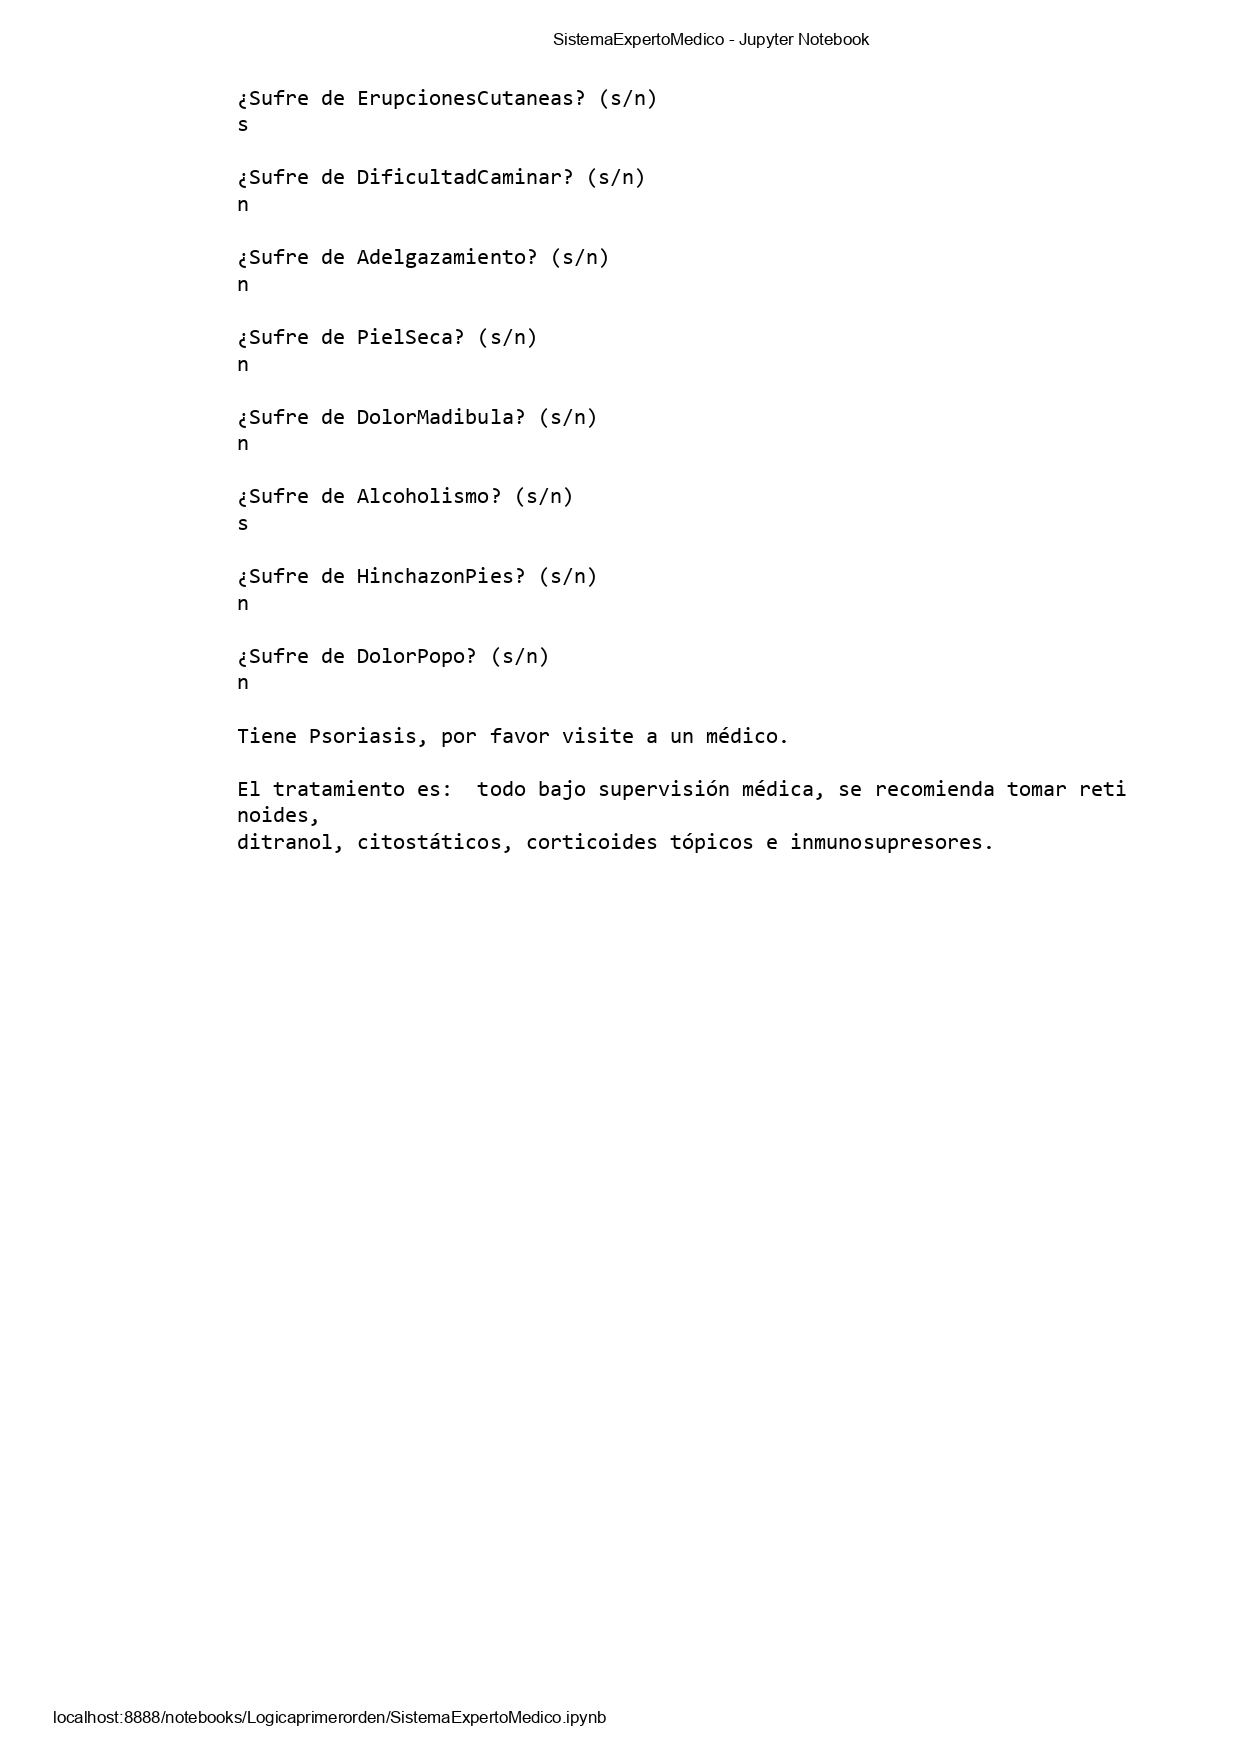 SistemaExpertoMedico - Jupyter Notebook
¿Sufre de ErupcionesCutaneas? (s/n)
s
¿Sufre de DificultadCaminar? (s/n)
n
¿Sufre de Adelgazamiento? (s/n)
n
¿Sufre de PielSeca? (s/n)
n
¿Sufre de DolorMadibula? (s/n)
n
¿Sufre de Alcoholismo? (s/n)
s
¿Sufre de HinchazonPies? (s/n)
n
¿Sufre de DolorPopo? (s/n)
n
Tiene Psoriasis, por favor visite a un médico.
El tratamiento es:  todo bajo supervisión médica, se recomienda tomar reti
noides,
ditranol, citostáticos, corticoides tópicos e inmunosupresores.
localhost:8888/notebooks/Logicaprimerorden/SistemaExpertoMedico.ipynb